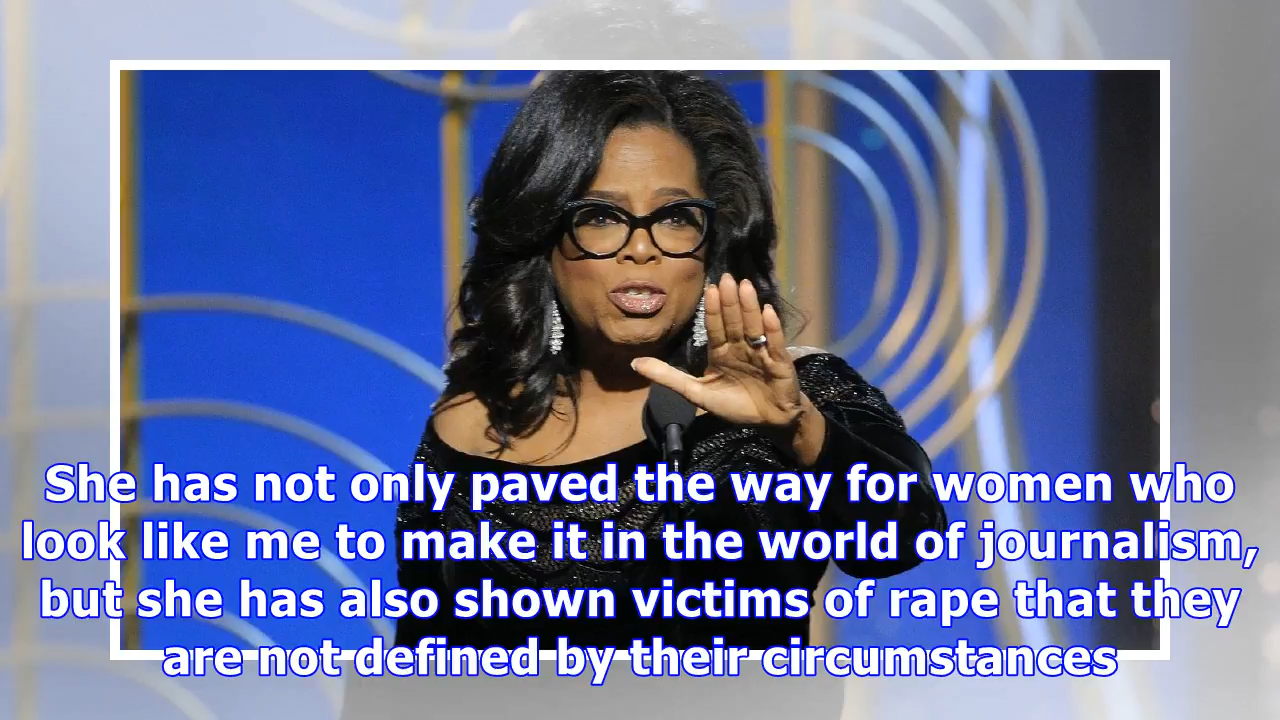 She has not only paved the way for women who
look like me to make it in the world of journalism,
but she has also shown victims of rape that they
are not defined by their circumstances